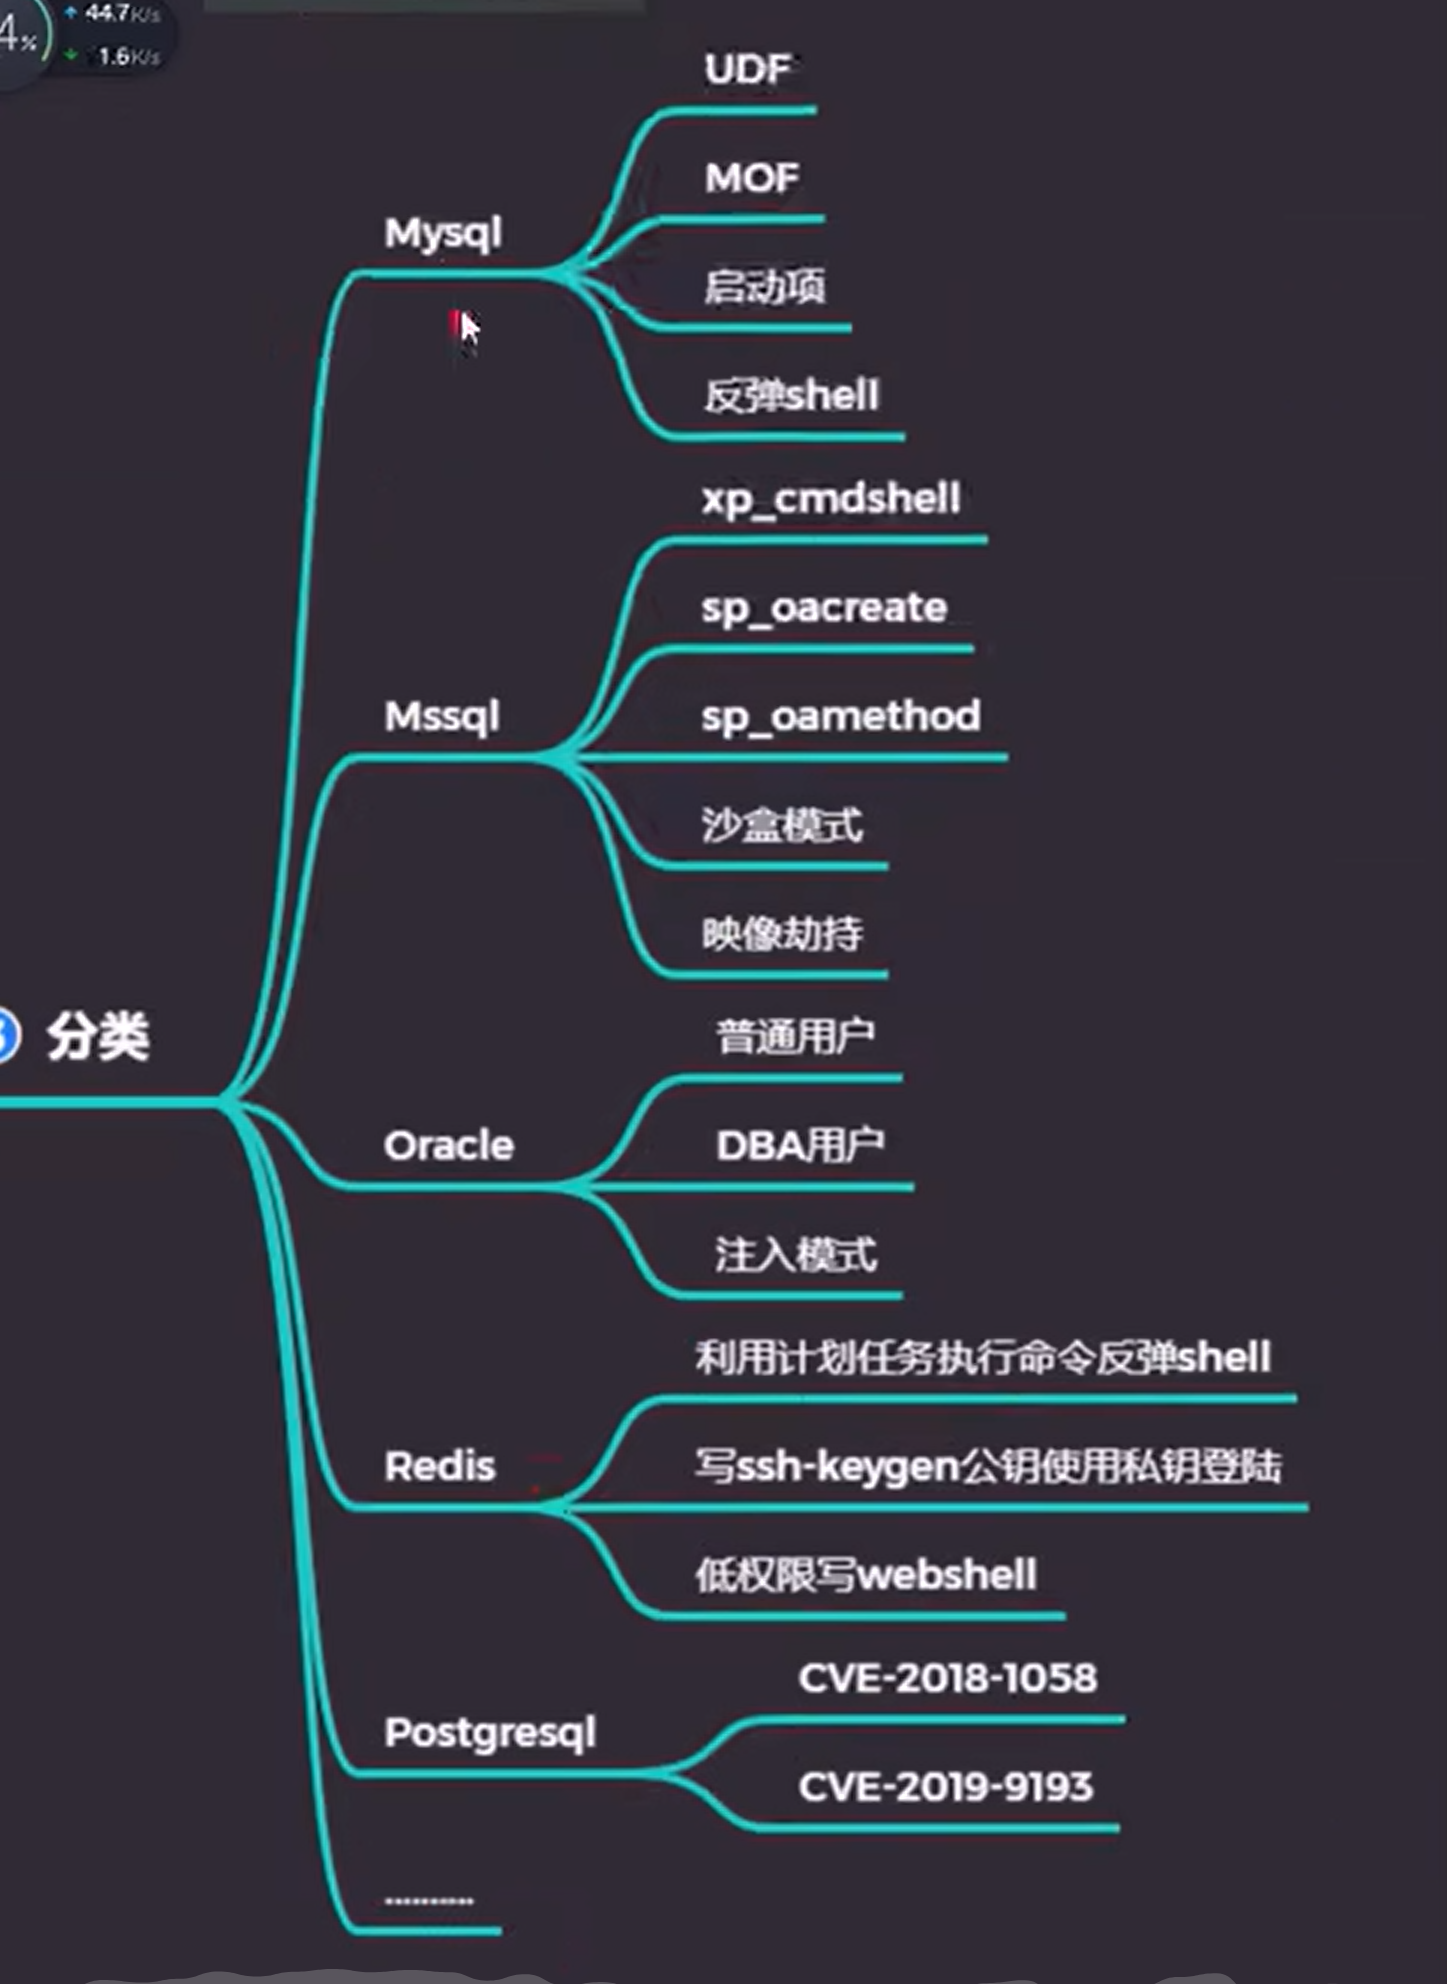 4%
44.7K/s
1.6K/s
UDF
MOF
Mysql
启动项
反弹shell
xp_cmdshell
sp_oacreate
Mssql
sp_oamethod
沙盒模式
映像劫持
分类
普通用户
Oracle
DBA用户
注入模式
利用计划任务执行命令反弹shell
Redis
写ssh-keygen公钥使用私钥登陆
低权限写webshell
CVE-2018-1058
Postgresql
CVE-2019-9193
..........